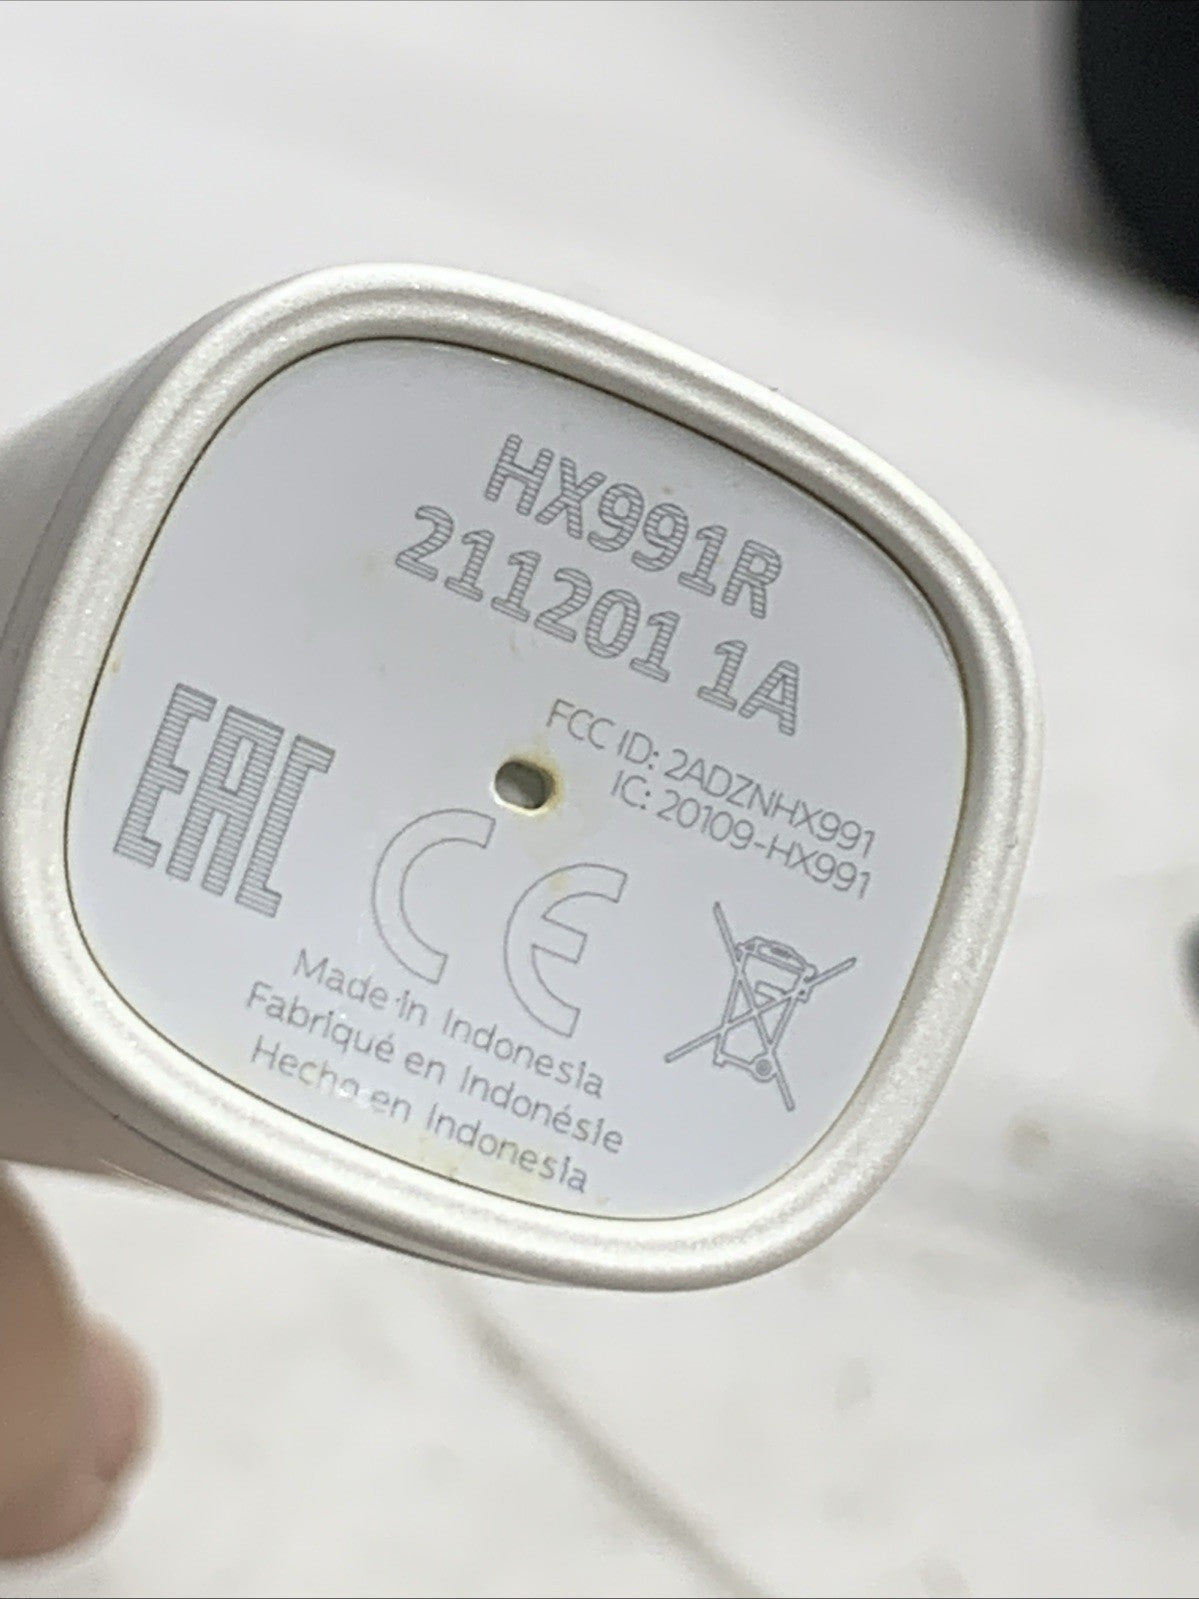 HX991R
211201 1A
FCC ID: 2ADZNHX991
IC: 20109-HX991
EAC
CE
Made in Indonesia
Fabriqué en Indonésie
Hecho en Indonesia